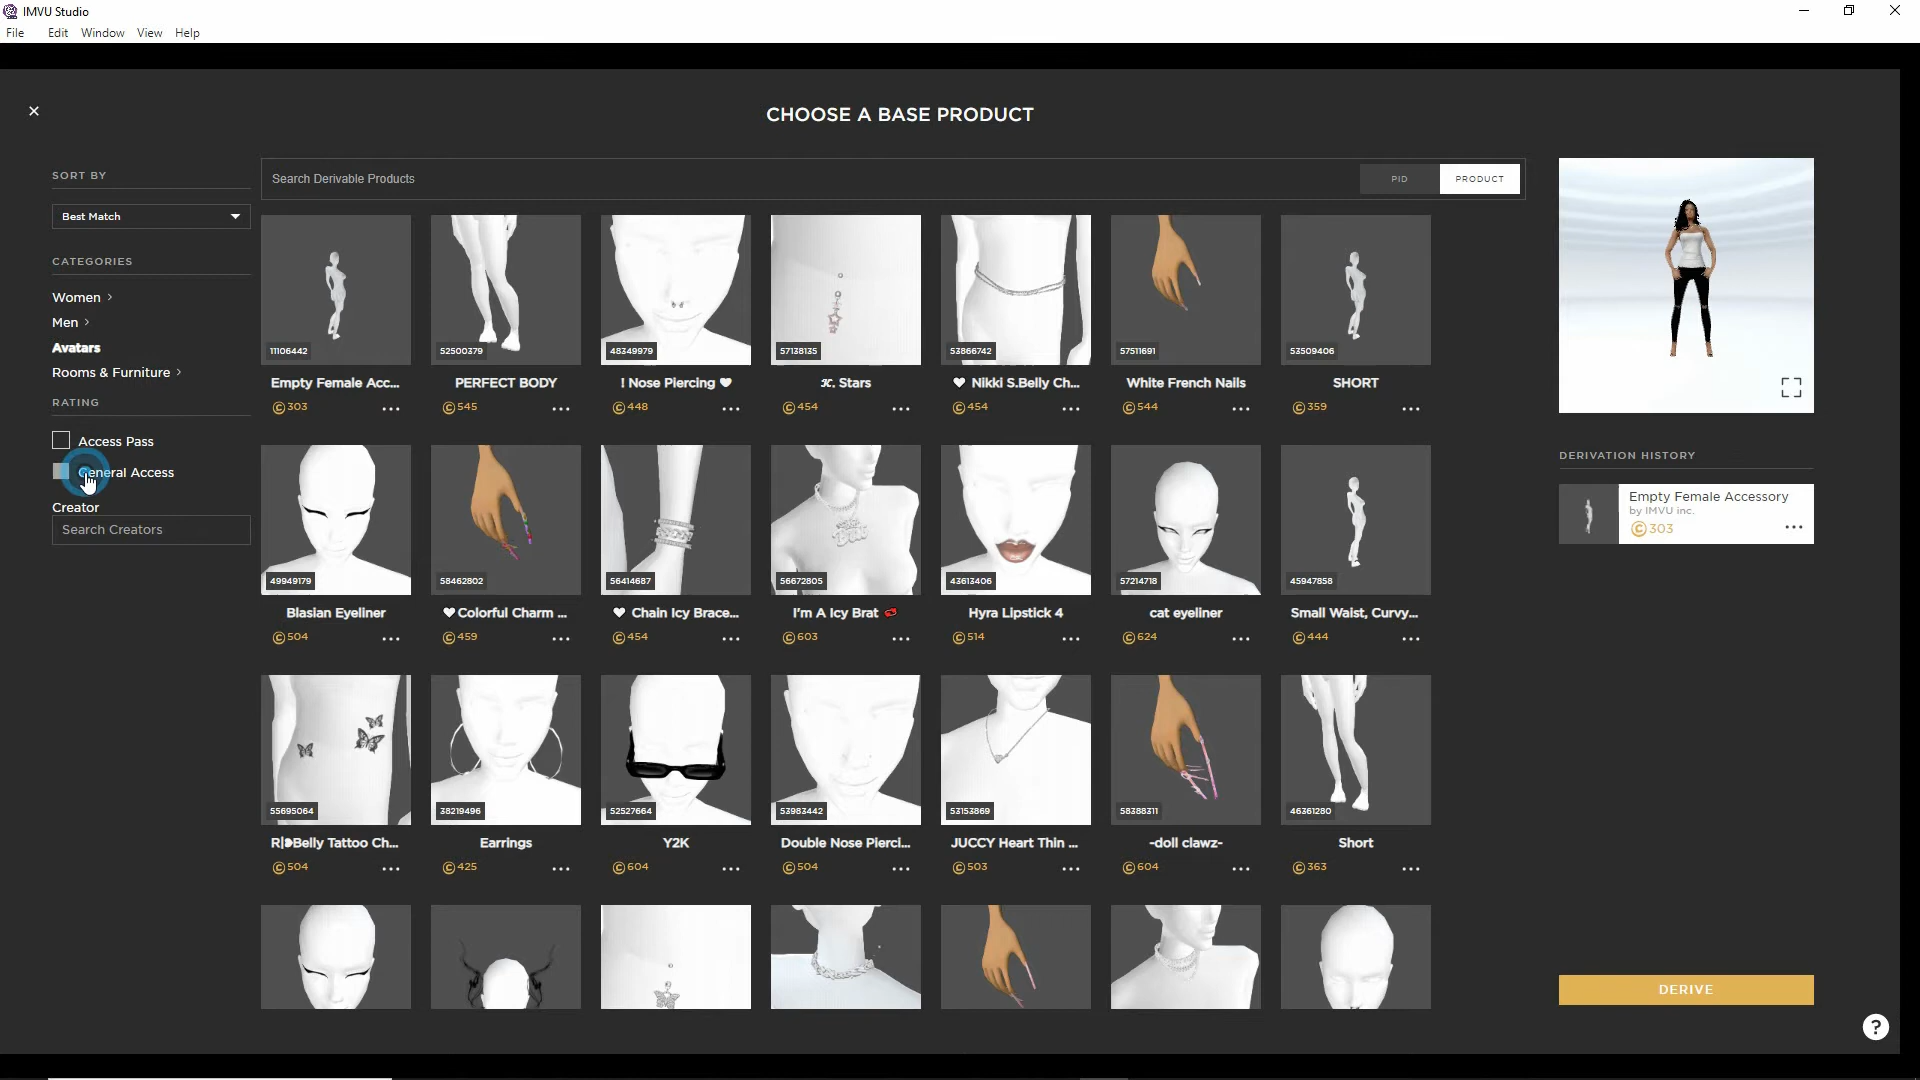 IMVU Studio
File Edit Window View Help
CHOOSE A BASE PRODUCT
SORT BY
Best Match
CATEGORIES
Women
Men
Avatars
Rooms & Furniture
RATING
Access Pass
General Access
Creator
Search Creators
Search Derivable Products
PID PRODUCT
11106442 52500379 48349979 57138135 53866742 57511691 53509406
Empty Female Acc... PERFECT BODY ! Nose Piercing ♥ ℋ. Stars ♥ Nikki S.Belly Ch... White French Nails SHORT
303 545 448 454 454 544 359
49949179 58462802 56414687 56672805 43613406 57214718 45947858
Blasian Eyeliner ♥Colorful Charm ... ♥ Chain Icy Brace... I'm A Icy Brat Hyra Lipstick 4 cat eyeliner Small Waist, Curvy...
504 459 454 603 514 624 444
55695064 38219496 52527664 53983442 53153869 58388311 46361280
R|❥Belly Tattoo Ch... Earrings Y2K Double Nose Pierci... JUCCY Heart Thin ... -doll clawz- Short
504 425 604 504 503 604 363
DERIVATION HISTORY
Empty Female Accessory
by IMVU inc.
303
DERIVE
?